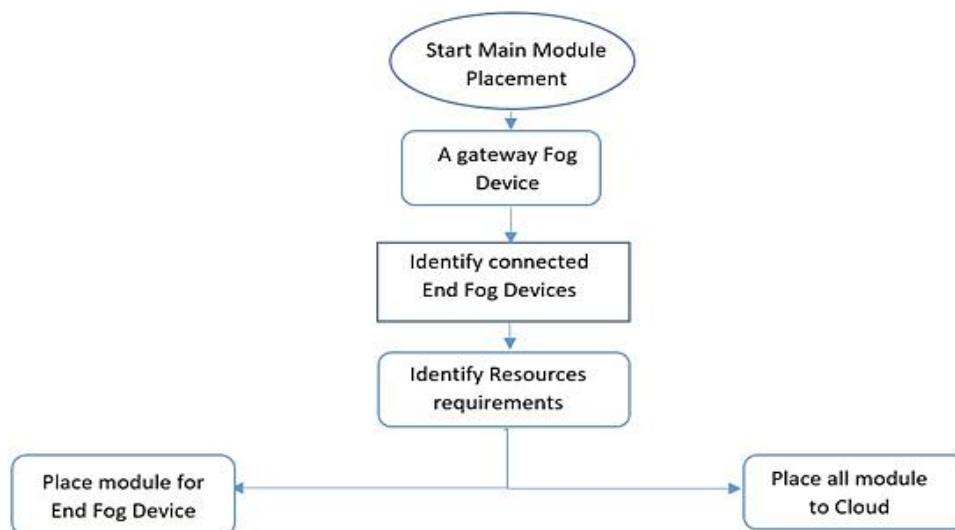 Start Main Module
Placement
A gateway Fog
Device
Identify connected
End Fog Devices
Identify Resources
requirements
Place module for
End Fog Device
Place all module
to Cloud